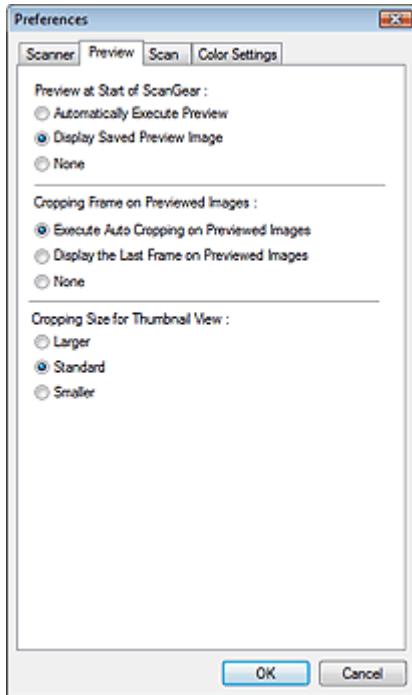 Preferences
Scanner Preview Scan Color Settings
Preview at Start of ScanGear :
Automatically Execute Preview
Display Saved Preview Image
None
Cropping Frame on Previewed Images :
Execute Auto Cropping on Previewed Images
Display the Last Frame on Previewed Images
None
Cropping Size for Thumbnail View :
Larger
Standard
Smaller
OK Cancel